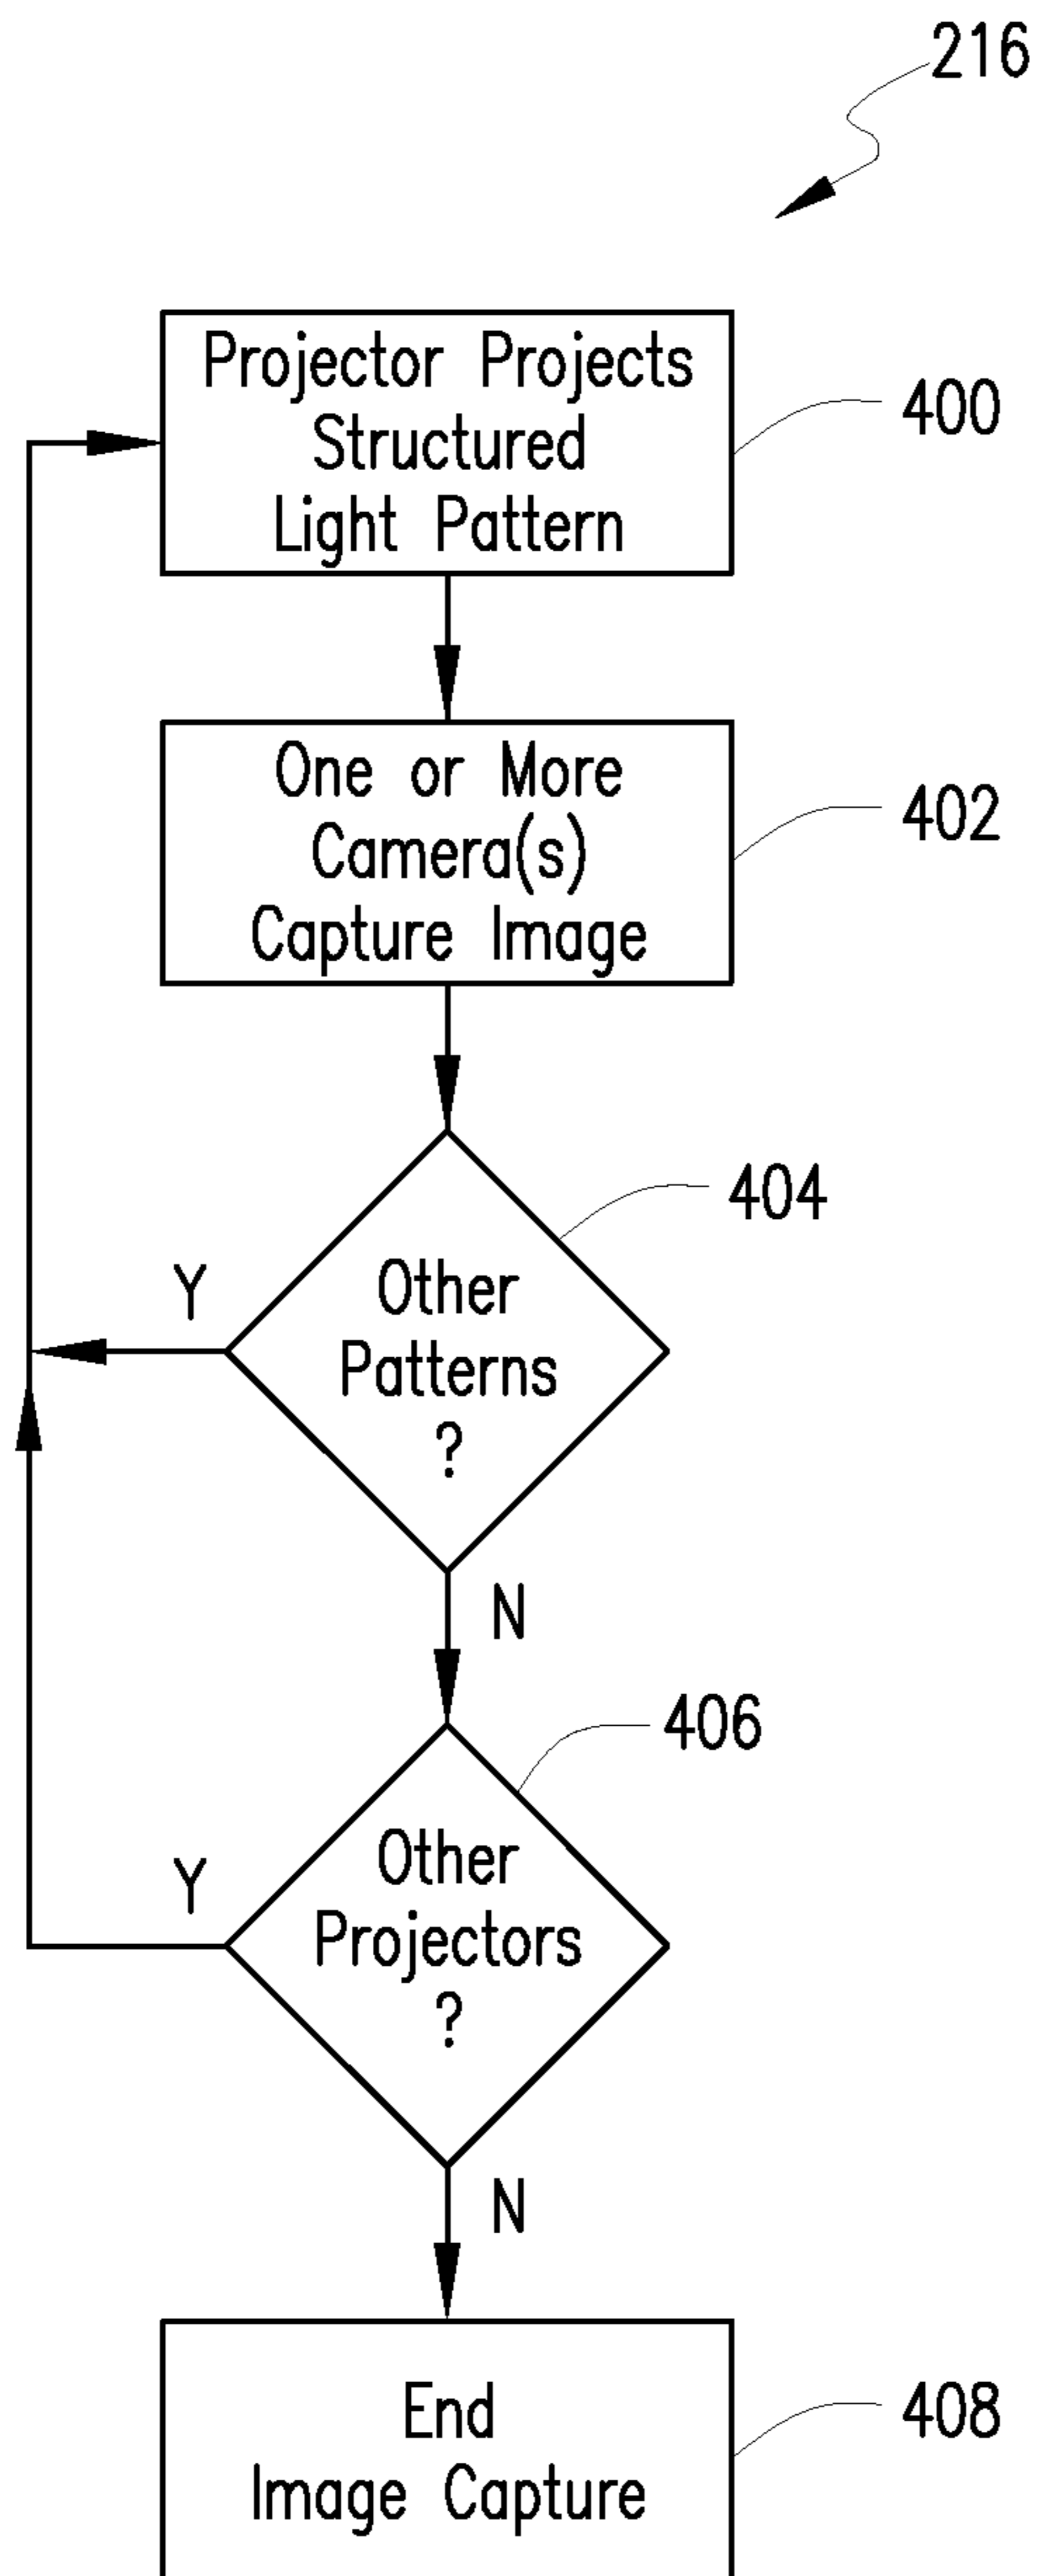 216
Projector Projects
Structured
Light Pattern
400
One or More
Camera(s)
Capture Image
402
404
Y
Other
Patterns
?
N
406
Y
Other
Projectors
?
N
End
Image Capture
408